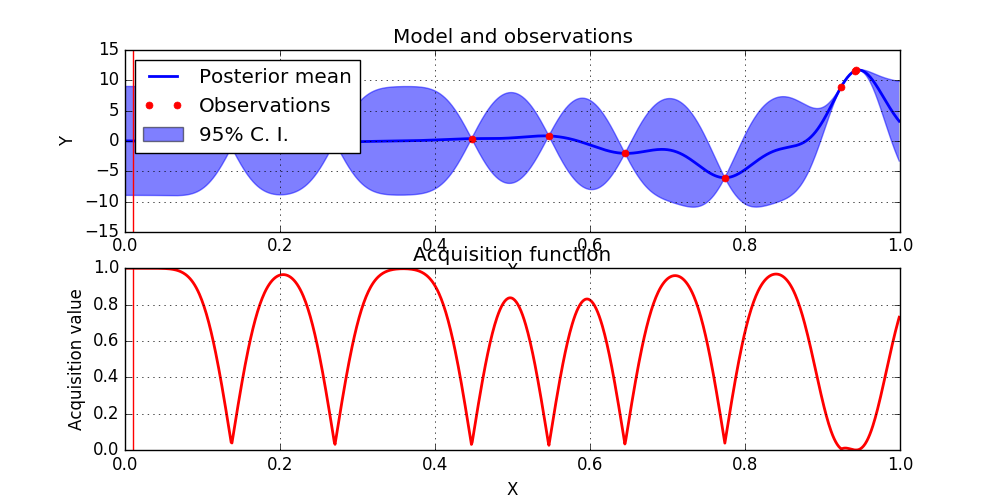 Model and observations
15
10
5
0
−5
−10
−15
Y
Posterior mean
Observations
95% C. I.
0.0 0.2 0.4 0.6 0.8 1.0
X
Acquisition function
1.0
0.8
0.6
0.4
0.2
0.0
Acquisition value
0.0 0.2 0.4 0.6 0.8 1.0
X